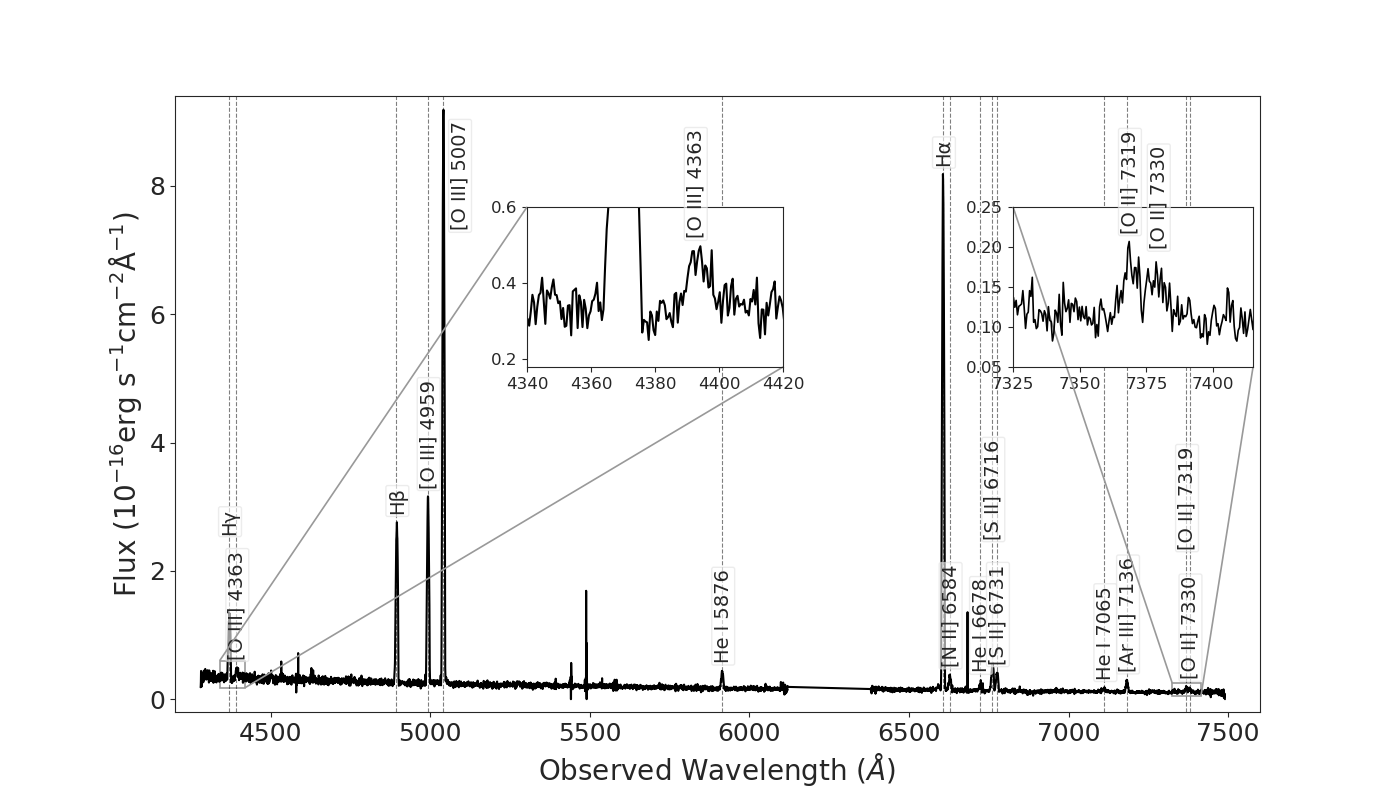 [O III] 5007
[O III] 4363
Hα
[O II] 7319
[O II] 7330
0.6
0.4
0.2
4340 4360 4380 4400 4420
0.25
0.20
0.15
0.10
0.05
7325 7350 7375 7400
Flux (10⁻¹⁶erg s⁻¹cm⁻²Å⁻¹)
8
6
4
2
0
Hγ
[O III] 4363
Hβ
[O III] 4959
He I 5876
[N II] 6584
He I 6678
[S II] 6716
[S II] 6731
He I 7065
[Ar III] 7136
[O II] 7319
[O II] 7330
4500 5000 5500 6000 6500 7000 7500
Observed Wavelength (Å)